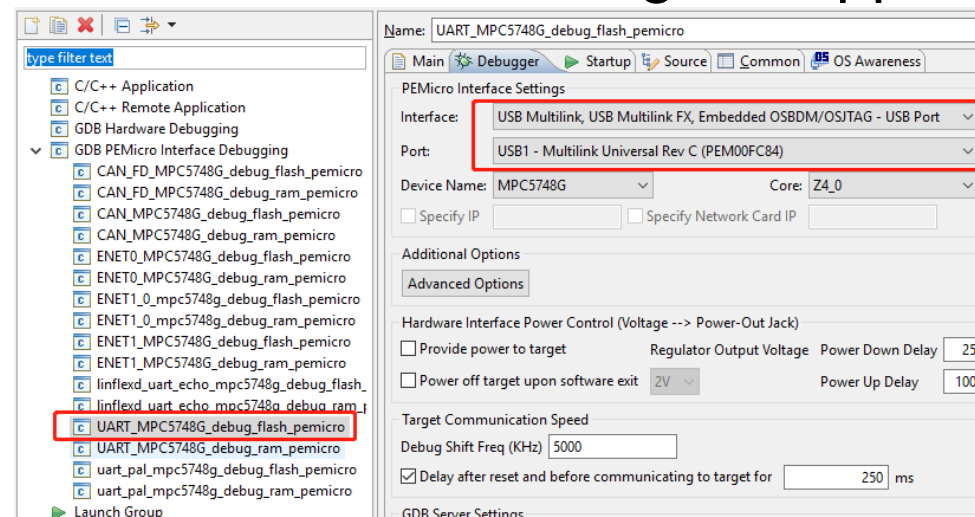 type filter text
C/C++ Application
C/C++ Remote Application
GDB Hardware Debugging
GDB PEMicro Interface Debugging
CAN_FD_MPC5748G_debug_flash_pemicro
CAN_FD_MPC5748G_debug_ram_pemicro
CAN_MPC5748G_debug_flash_pemicro
CAN_MPC5748G_debug_ram_pemicro
ENET0_MPC5748G_debug_flash_pemicro
ENET0_MPC5748G_debug_ram_pemicro
ENET1_0_mpc5748g_debug_flash_pemicro
ENET1_0_mpc5748g_debug_ram_pemicro
ENET1_MPC5748G_debug_flash_pemicro
ENET1_MPC5748G_debug_ram_pemicro
linflexd_uart_echo_mpc5748g_debug_flash_
linflexd_uart_echo_mpc5748g_debug_ram_p
UART_MPC5748G_debug_flash_pemicro
UART_MPC5748G_debug_ram_pemicro
uart_pal_mpc5748g_debug_flash_pemicro
uart_pal_mpc5748g_debug_ram_pemicro
Launch Group
Name: UART_MPC5748G_debug_flash_pemicro
Main Debugger Startup Source Common OS Awareness
PEMicro Interface Settings
Interface: USB Multilink, USB Multilink FX, Embedded OSBDM/OSJTAG - USB Port
Port: USB1 - Multilink Universal Rev C (PEM00FC84)
Device Name: MPC5748G Core: Z4_0
Specify IP Specify Network Card IP
Additional Options
Advanced Options
Hardware Interface Power Control (Voltage --> Power-Out Jack)
Provide power to target Regulator Output Voltage Power Down Delay 25
Power off target upon software exit 2V Power Up Delay 100
Target Communication Speed
Debug Shift Freq (KHz) 5000
Delay after reset and before communicating to target for 250 ms
GDB Server Settings